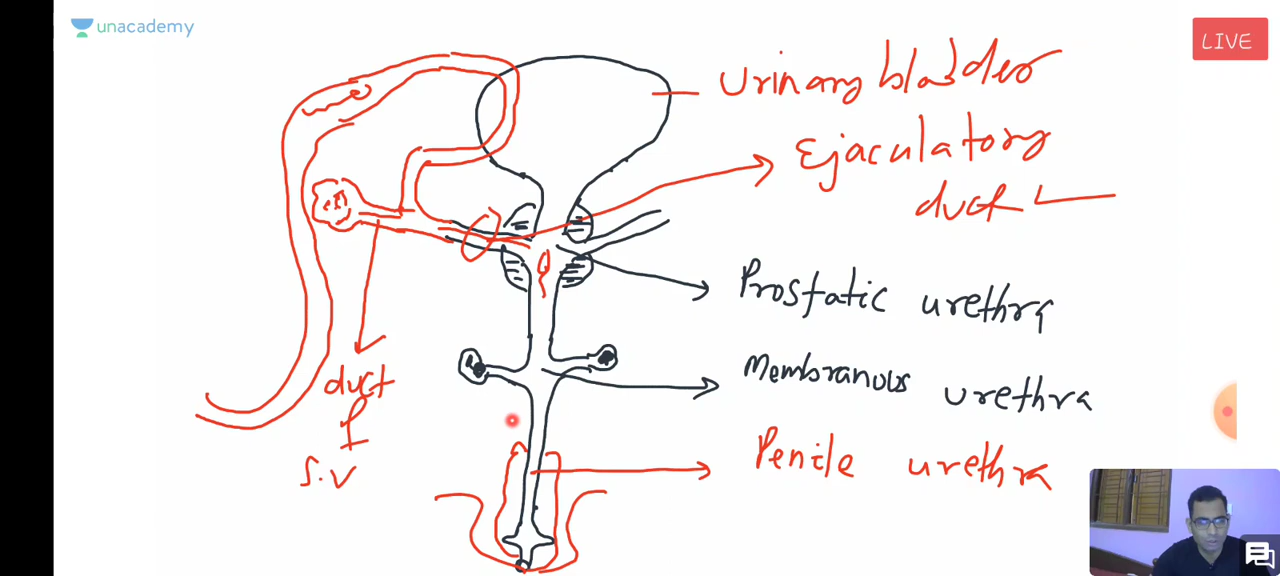 unacademy
LIVE
Urinary bladder
Ejaculatory
duct
Prostatic urethra
Membranous urethra
duct
of
S.V
Penile urethra